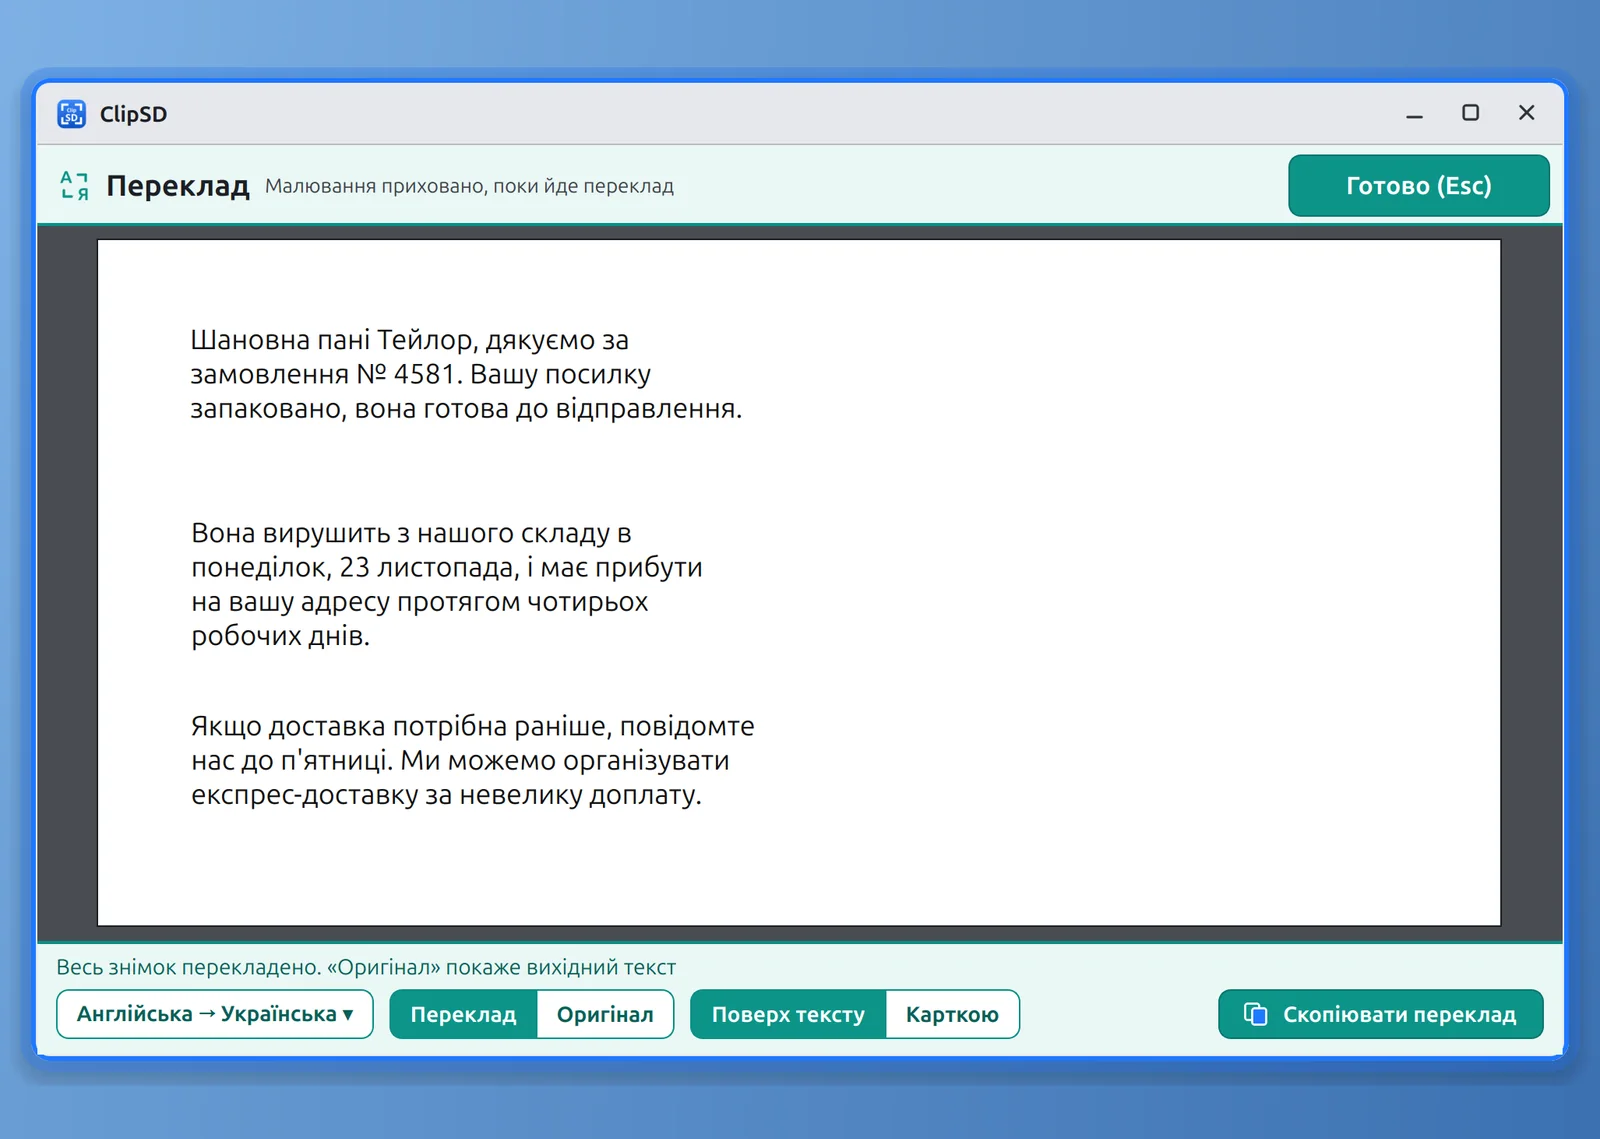 Clip SD
ClipSD
А Я
Переклад Малювання приховано, поки йде переклад
Готово (Esc)
Шановна пані Тейлор, дякуємо за
замовлення № 4581. Вашу посилку
запаковано, вона готова до відправлення.
Вона вирушить з нашого складу в
понеділок, 23 листопада, і має прибути
на вашу адресу протягом чотирьох
робочих днів.
Якщо доставка потрібна раніше, повідомте
нас до п'ятниці. Ми можемо організувати
експрес-доставку за невелику доплату.
Весь знімок перекладено. «Оригінал» покаже вихідний текст
Англійська → Українська ▾ Переклад Оригінал Поверх тексту Карткою Скопіювати переклад